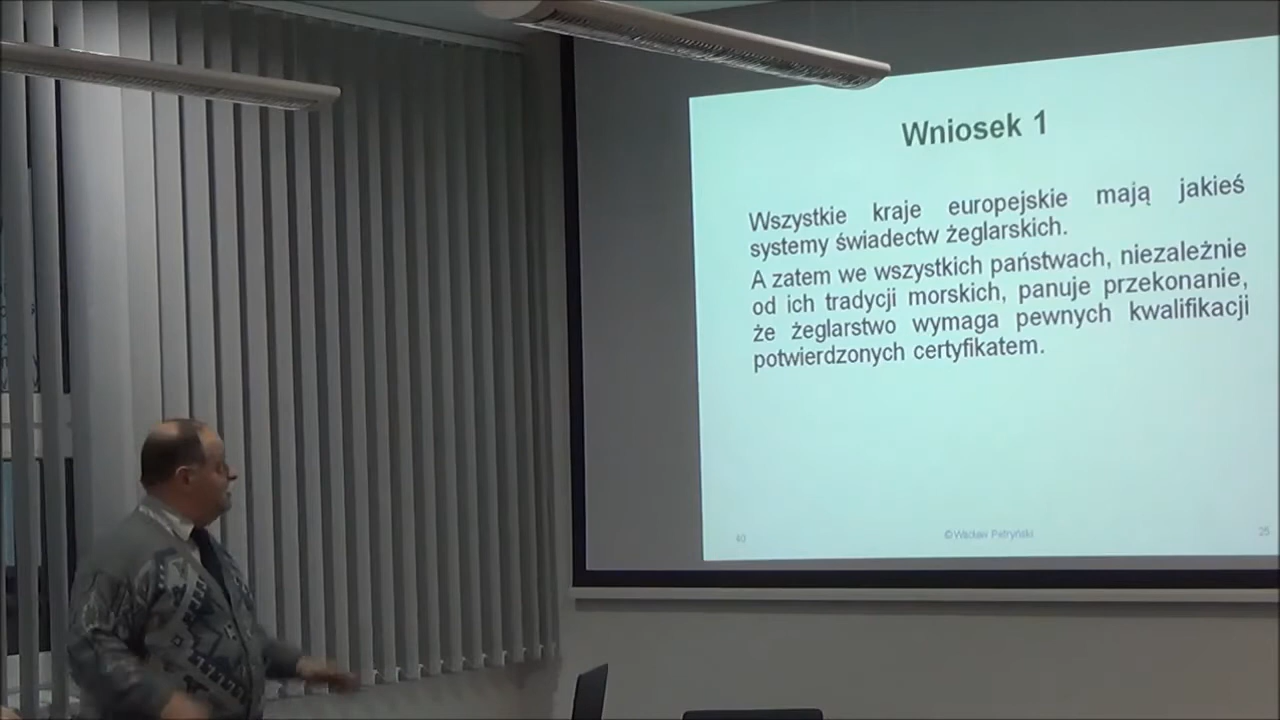 Wniosek 1
Wszystkie kraje europejskie mają jakieś
systemy świadectw żeglarskich.
A zatem we wszystkich państwach, niezależnie
od ich tradycji morskich, panuje przekonanie,
że żeglarstwo wymaga pewnych kwalifikacji
potwierdzonych certyfikatem.
40 © Wacław Petryński 25